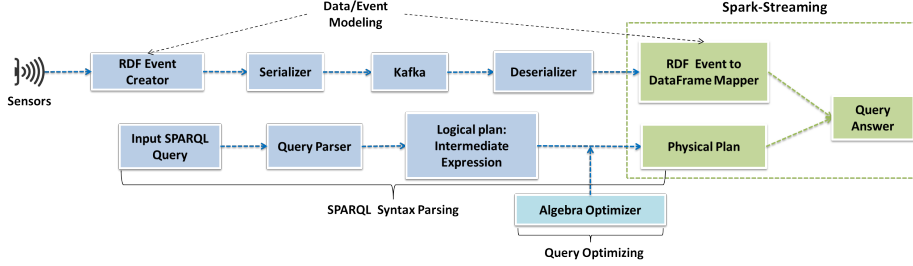 Data/Event
Modeling
Spark-Streaming
Sensors
RDF Event
Creator
Serializer
Kafka
Deserializer
RDF Event to
DataFrame Mapper
Query
Answer
Input SPARQL
Query
Query Parser
Logical plan:
Intermediate
Expression
Physical Plan
SPARQL Syntax Parsing
Algebra Optimizer
Query Optimizing